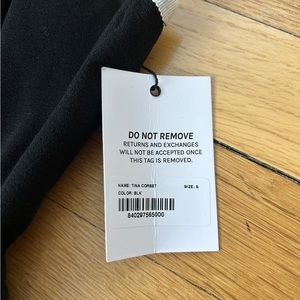 DO NOT REMOVE
RETURNS AND EXCHANGES
WILL NOT BE ACCEPTED ONCE
THIS TAG IS REMOVED.
NAME: TINA CORSET SIZE: S
COLOR: BLK
840297565000